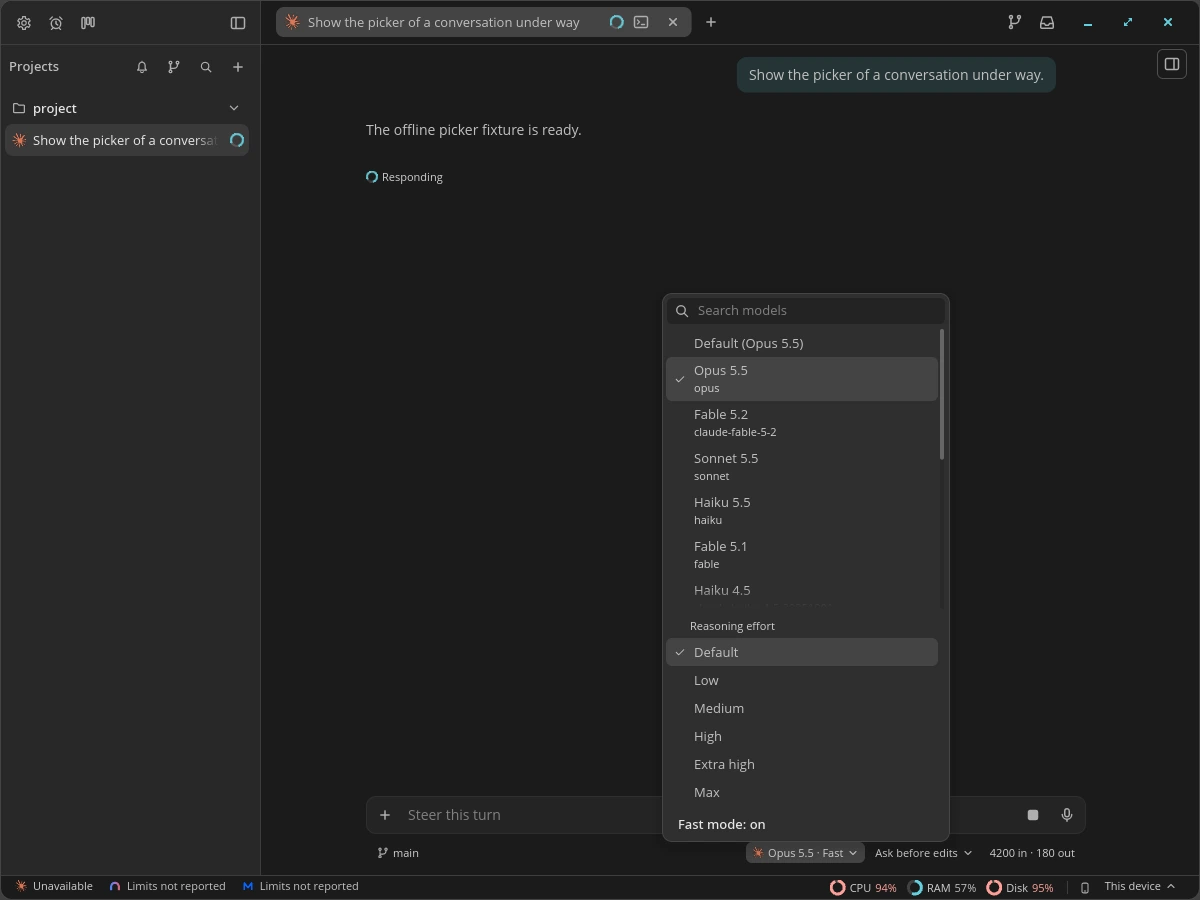 Show the picker of a conversation under way
Projects
project
Show the picker of a conversat
Show the picker of a conversation under way.
The offline picker fixture is ready.
Responding
Search models
Default (Opus 5.5)
Opus 5.5
opus
Fable 5.2
claude-fable-5-2
Sonnet 5.5
sonnet
Haiku 5.5
haiku
Fable 5.1
fable
Haiku 4.5
Reasoning effort
Default
Low
Medium
High
Extra high
Max
Fast mode: on
Steer this turn
main
Opus 5.5 · Fast
Ask before edits
4200 in · 180 out
Unavailable
Limits not reported
Limits not reported
CPU 94%
RAM 57%
Disk 95%
This device